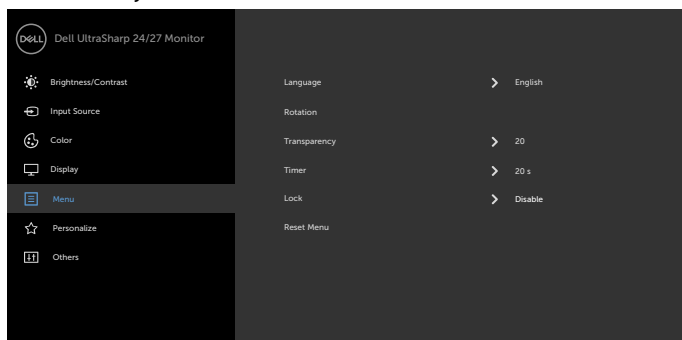 DELL Dell UltraSharp 24/27 Monitor
Brightness/Contrast
Input Source
Color
Display
Menu
Personalize
Others
Language English
Rotation
Transparency 20
Timer 20 s
Lock Disable
Reset Menu